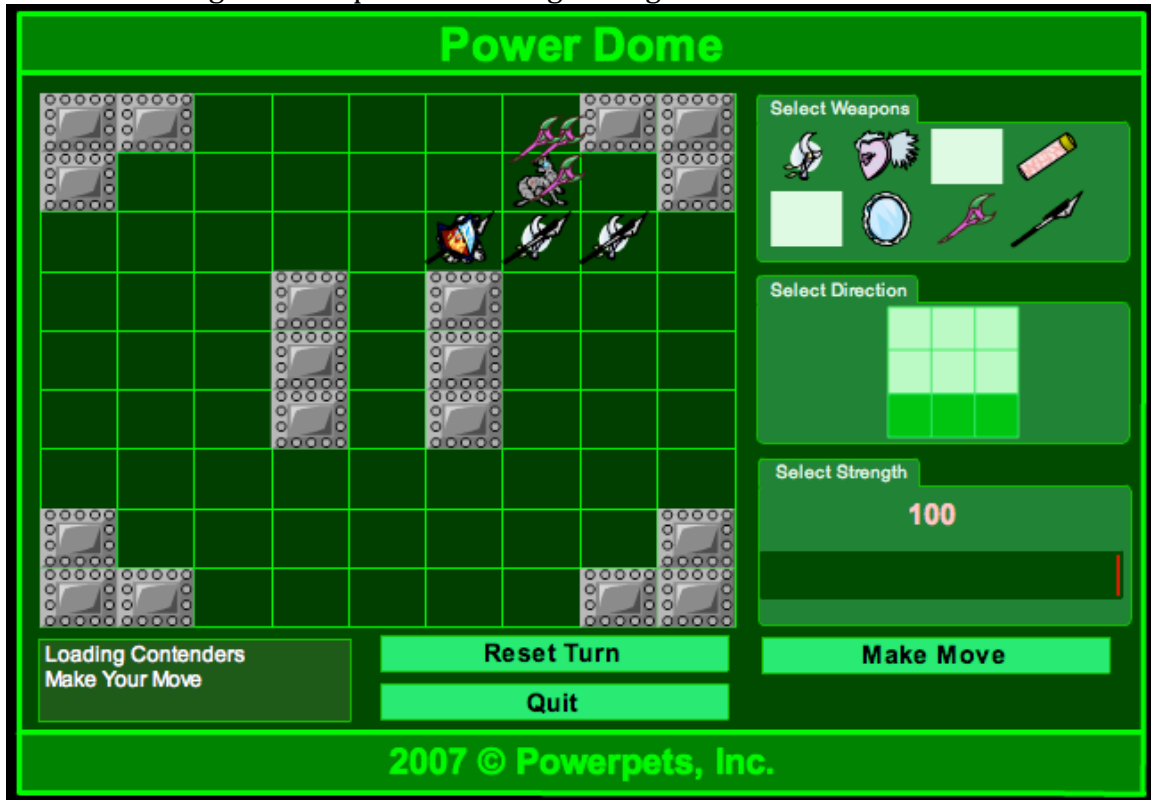 Power Dome
Select Weapons
Select Direction
Select Strength
100
Loading Contenders
Make Your Move
Reset Turn
Quit
Make Move
2007 © Powerpets, Inc.